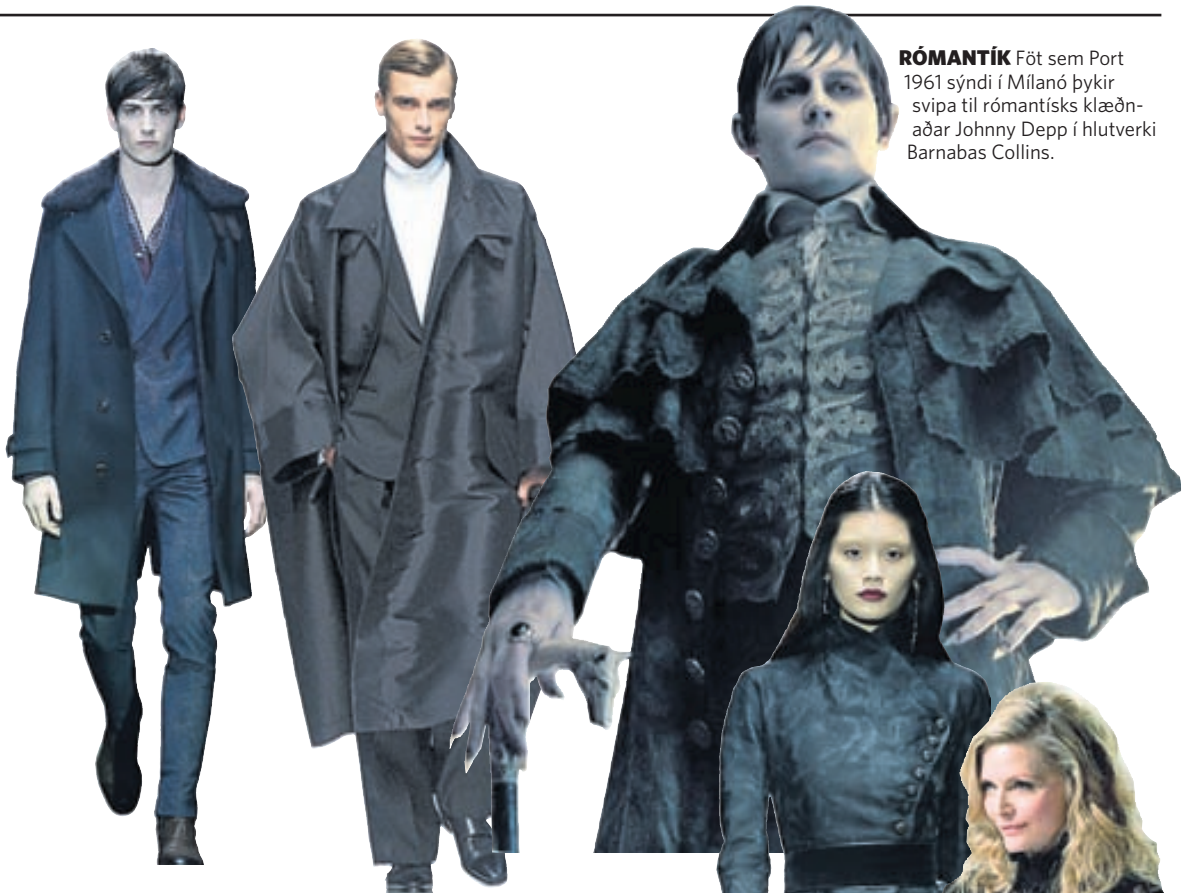 RÓMANTÍK Föt sem Port
1961 sýndi í Mílanó þykir
svipa til rómantísks klæðn-
aðar Johnny Depp í hlutverki
Barnabas Collins.